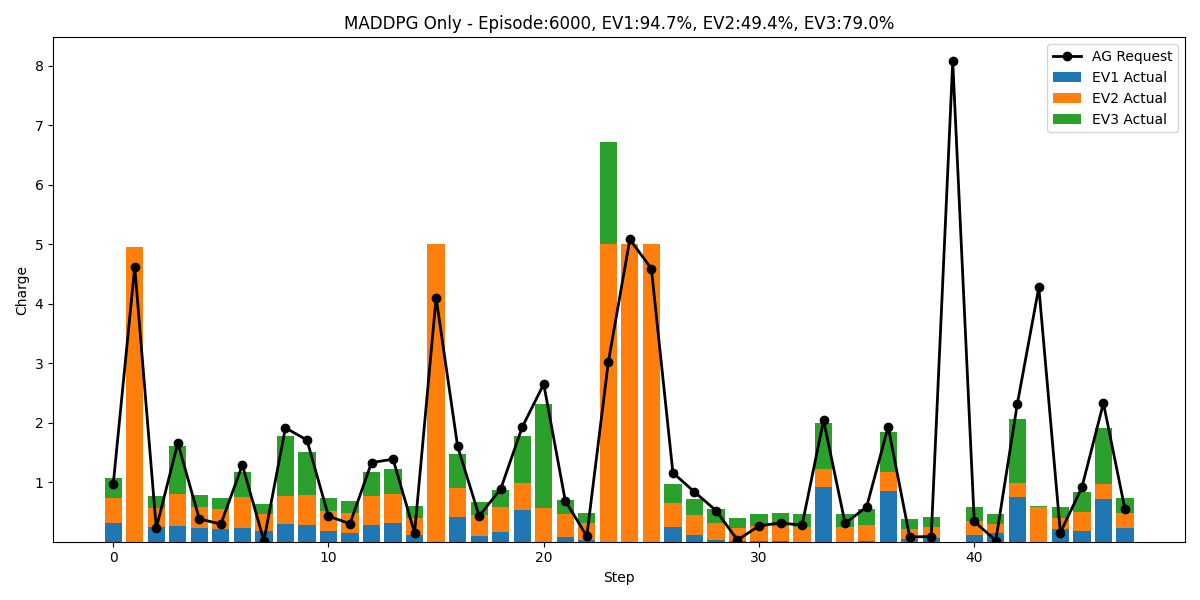 MADDPG Only - Episode:6000, EV1:94.7%, EV2:49.4%, EV3:79.0%
AG Request
EV1 Actual
EV2 Actual
EV3 Actual
Charge
8
7
6
5
4
3
2
1
0 10 20 30 40
Step